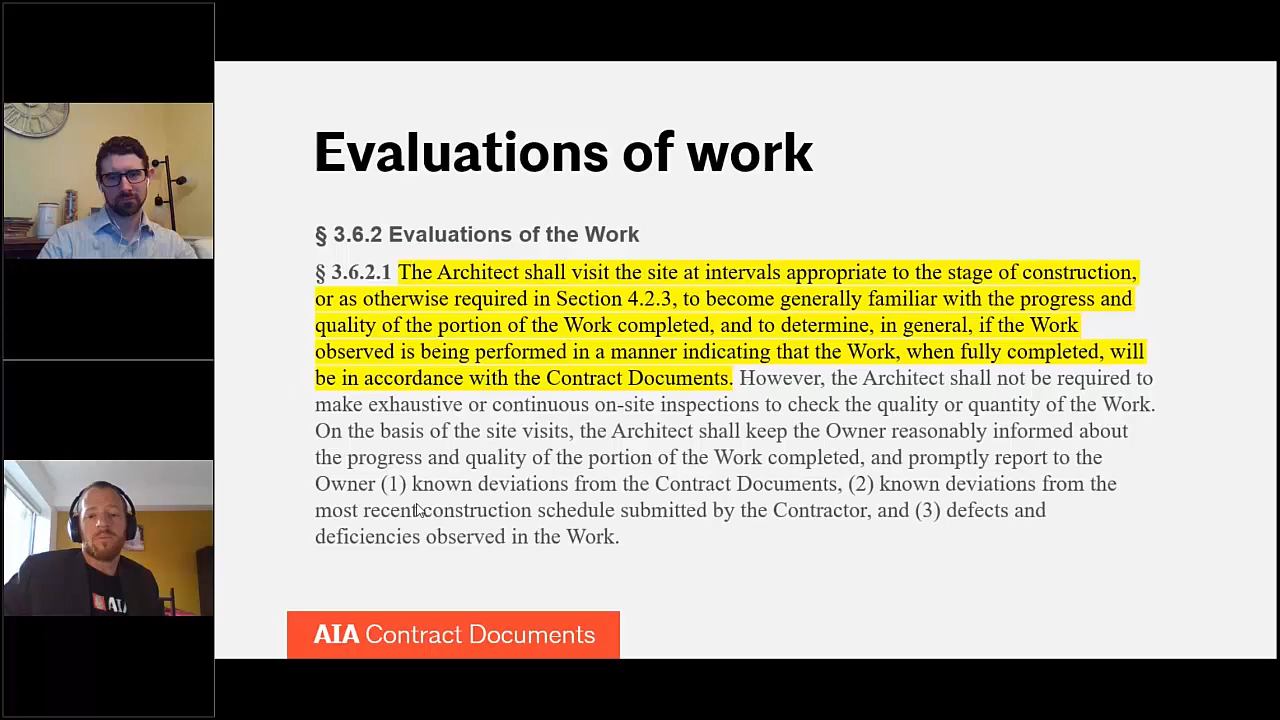 Evaluations of work
§ 3.6.2 Evaluations of the Work
§ 3.6.2.1 The Architect shall visit the site at intervals appropriate to the stage of construction,
or as otherwise required in Section 4.2.3, to become generally familiar with the progress and
quality of the portion of the Work completed, and to determine, in general, if the Work
observed is being performed in a manner indicating that the Work, when fully completed, will
be in accordance with the Contract Documents. However, the Architect shall not be required to
make exhaustive or continuous on-site inspections to check the quality or quantity of the Work.
On the basis of the site visits, the Architect shall keep the Owner reasonably informed about
the progress and quality of the portion of the Work completed, and promptly report to the
Owner (1) known deviations from the Contract Documents, (2) known deviations from the
most recent construction schedule submitted by the Contractor, and (3) defects and
deficiencies observed in the Work.
AIA Contract Documents
AIA